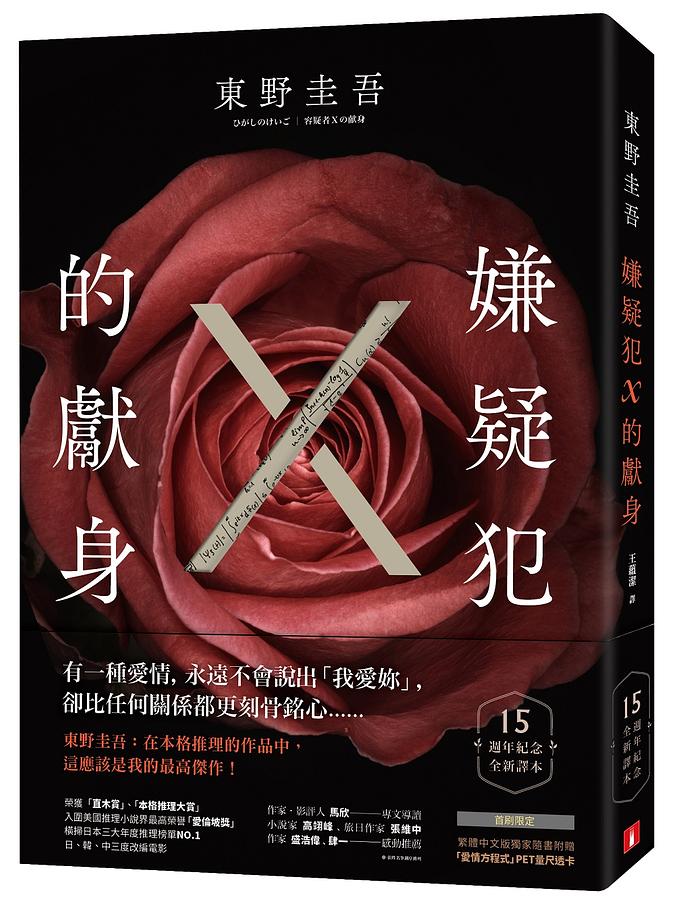 東野圭吾
ひがしのけいご｜容疑者Xの献身
嫌疑犯
X
的獻身
有一種愛情，永遠不會說出「我愛妳」，
卻比任何關係都更刻骨銘心……
東野圭吾：在本格推理的作品中，
這應該是我的最高傑作！
15
週年紀念
全新譯本
榮獲「直木賞」、「本格推理大賞」
入圍美國推理小說界最高榮譽「愛倫坡獎」
橫掃日本三大年度推理榜單NO.1
日、韓、中三度改編電影
作家・影評人 馬欣———專文導讀
小說家 高翊峰、旅日作家 張維中
作家 盛浩偉、肆一———感動推薦
首刷限定
繁體中文版獨家隨書附贈
「愛情方程式」PET量尺透卡
東野圭吾
嫌疑犯X的獻身
王蘊潔 譯
15
週年紀念
全新譯本